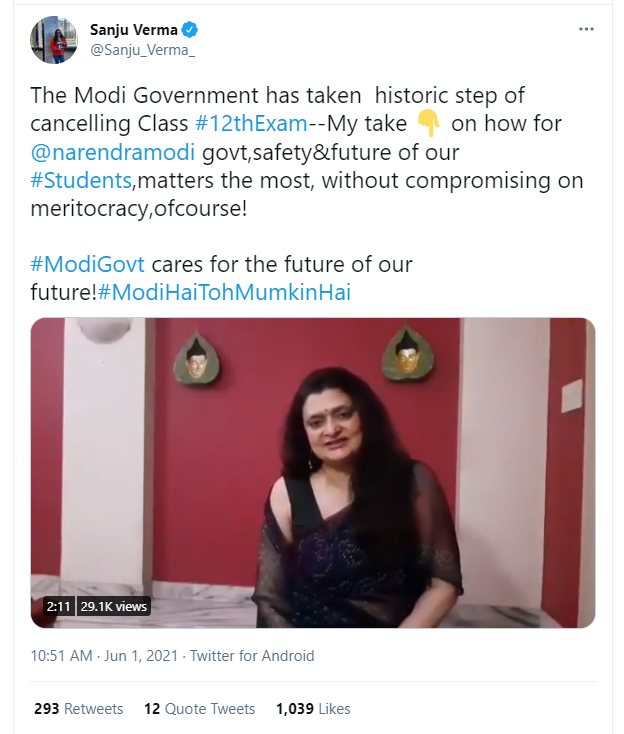 Sanju Verma
@Sanju_Verma_
The Modi Government has taken  historic step of
cancelling Class #12thExam--My take 👇 on how for
@narendramodi govt,safety&future of our
#Students,matters the most, without compromising on
meritocracy,ofcourse!
#ModiGovt cares for the future of our
future!#ModiHaiTohMumkinHai
2:11 29.1K views
10:51 AM · Jun 1, 2021 · Twitter for Android
293 Retweets 12 Quote Tweets 1,039 Likes